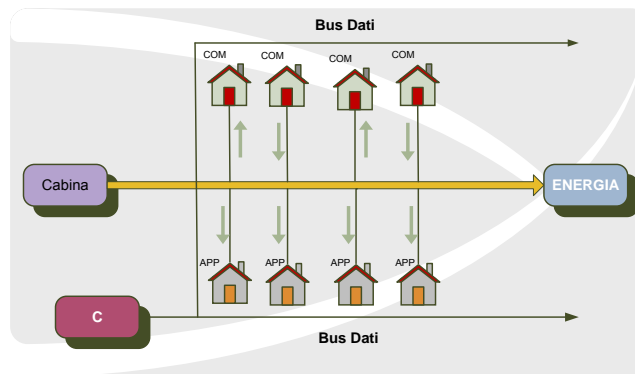 Bus Dati
COM
COM
COM
COM
Cabina
ENERGIA
APP
APP
APP
APP
C
Bus Dati